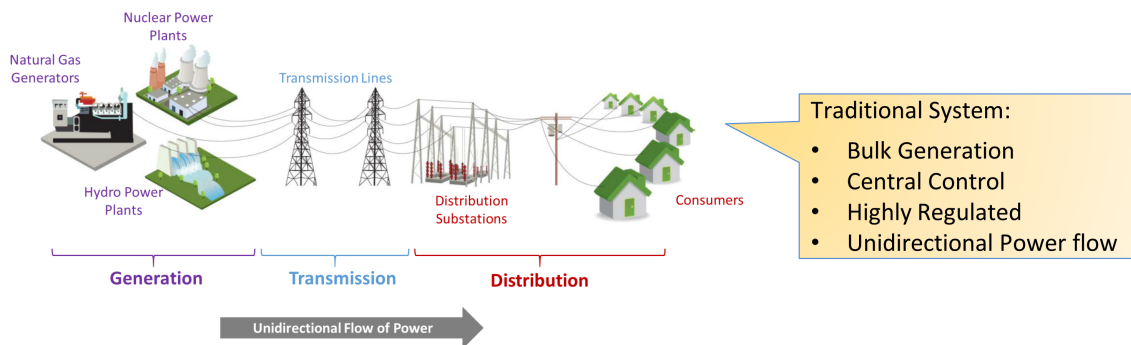 Nuclear Power
Plants
Natural Gas
Generators
Transmission Lines
Hydro Power
Plants
Distribution
Substations
Consumers
Generation
Transmission
Distribution
Unidirectional Flow of Power
Traditional System:
• Bulk Generation
• Central Control
• Highly Regulated
• Unidirectional Power flow